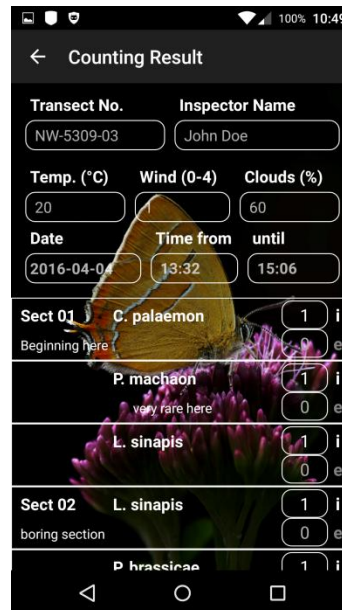 100% 10:49
Counting Result
Transect No. Inspector Name
NW-5309-03 John Doe
Temp. (°C) Wind (0-4) Clouds (%)
20 1 60
Date Time from until
2016-04-04 13:32 15:06
Sect 01 C. palaemon 1 i
Beginning here 0 e
P. machaon 1 i
very rare here 0 e
L. sinapis 1 i
0 e
Sect 02 L. sinapis 1 i
boring section 0 e
P. brassicae 1 i